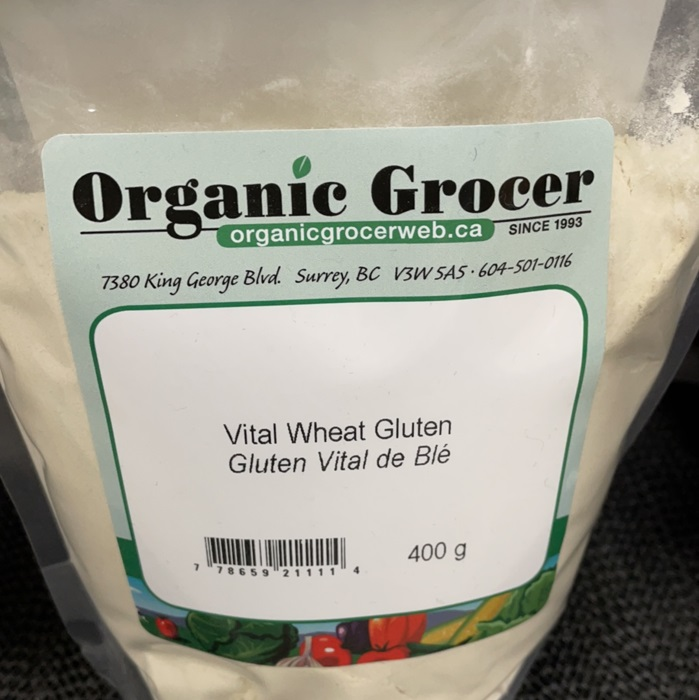 Organic Grocer
organicgrocerweb.ca SINCE 1993
7380 King George Blvd. Surrey, BC V3W 5A5 · 604-501-0116
Vital Wheat Gluten
Gluten Vital de Blé
400 g
7 78659 21111 4